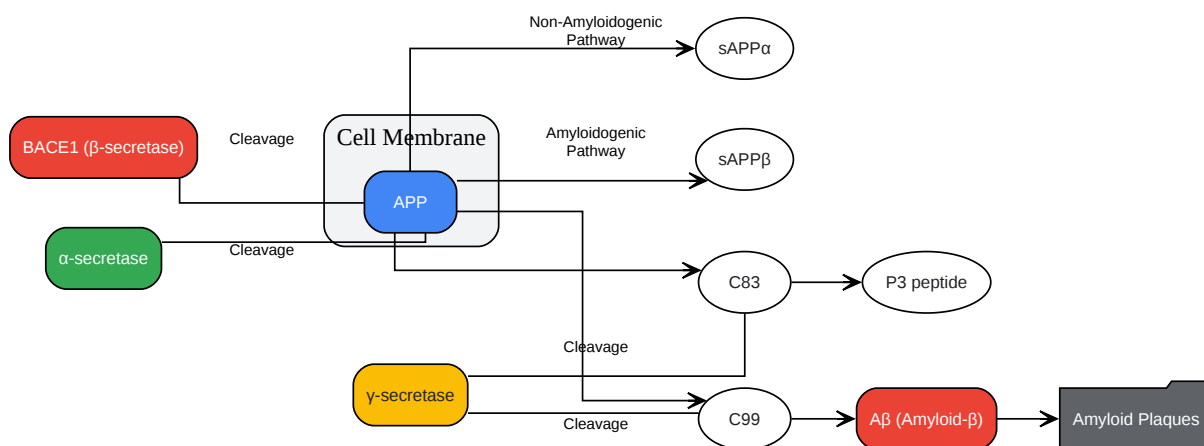 Non-Amyloidogenic
Pathway
sAPPα
Cell Membrane
BACE1 (β-secretase)
Cleavage
Amyloidogenic
Pathway
sAPPβ
APP
α-secretase
Cleavage
C83
P3 peptide
Cleavage
γ-secretase
Cleavage
C99
Aβ (Amyloid-β)
Amyloid Plaques